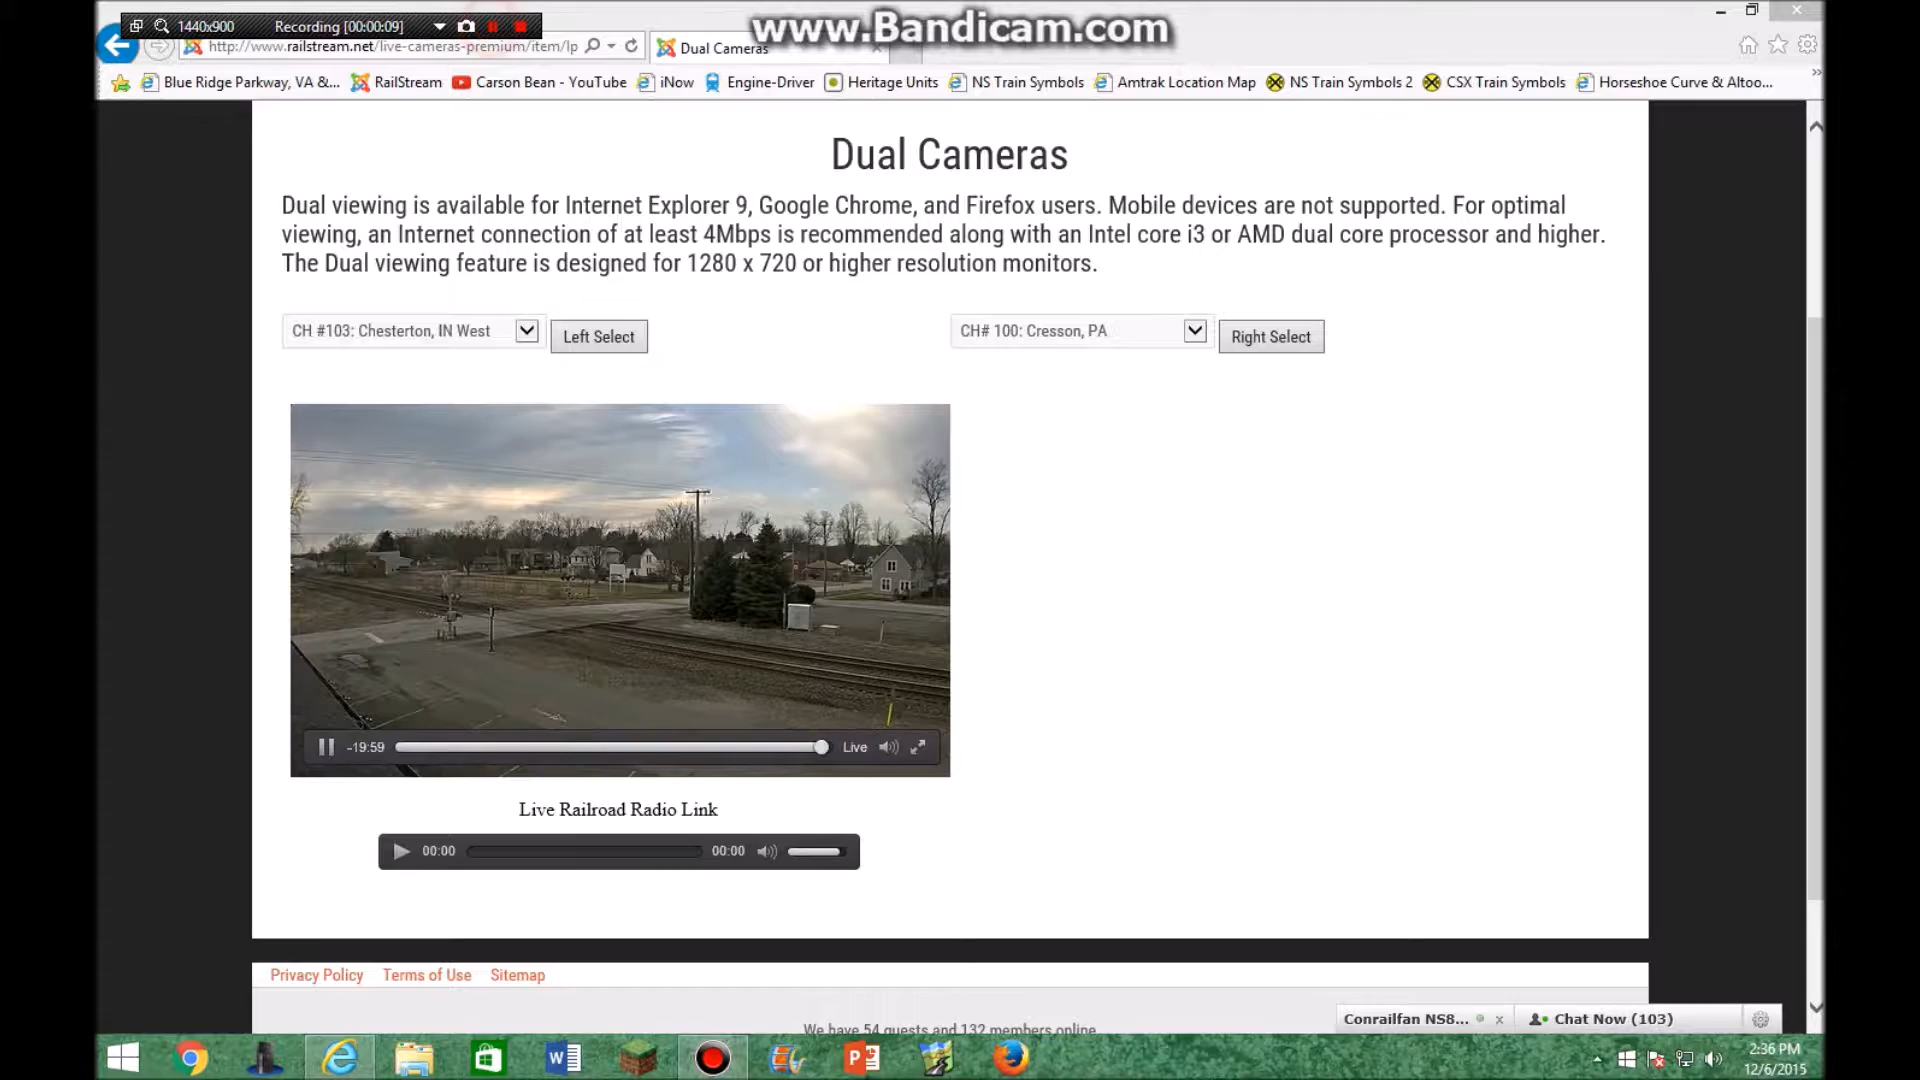 www.Bandicam.com
1440x900 Recording [00:00:09]
http://www.railstream.net/live-cameras-premium/item/lp
Dual Cameras
Blue Ridge Parkway, VA &... RailStream Carson Bean - YouTube iNow Engine-Driver Heritage Units NS Train Symbols Amtrak Location Map NS Train Symbols 2 CSX Train Symbols Horseshoe Curve & Altoo...
Dual Cameras
Dual viewing is available for Internet Explorer 9, Google Chrome, and Firefox users. Mobile devices are not supported. For optimal
viewing, an Internet connection of at least 4Mbps is recommended along with an Intel core i3 or AMD dual core processor and higher.
The Dual viewing feature is designed for 1280 x 720 or higher resolution monitors.
CH #103: Chesterton, IN West Left Select CH# 100: Cresson, PA Right Select
-19:59 Live
Live Railroad Radio Link
00:00 00:00
Privacy Policy Terms of Use Sitemap
We have 54 guests and 132 members online
Conrailfan NS8... x Chat Now (103)
2:36 PM
12/6/2015